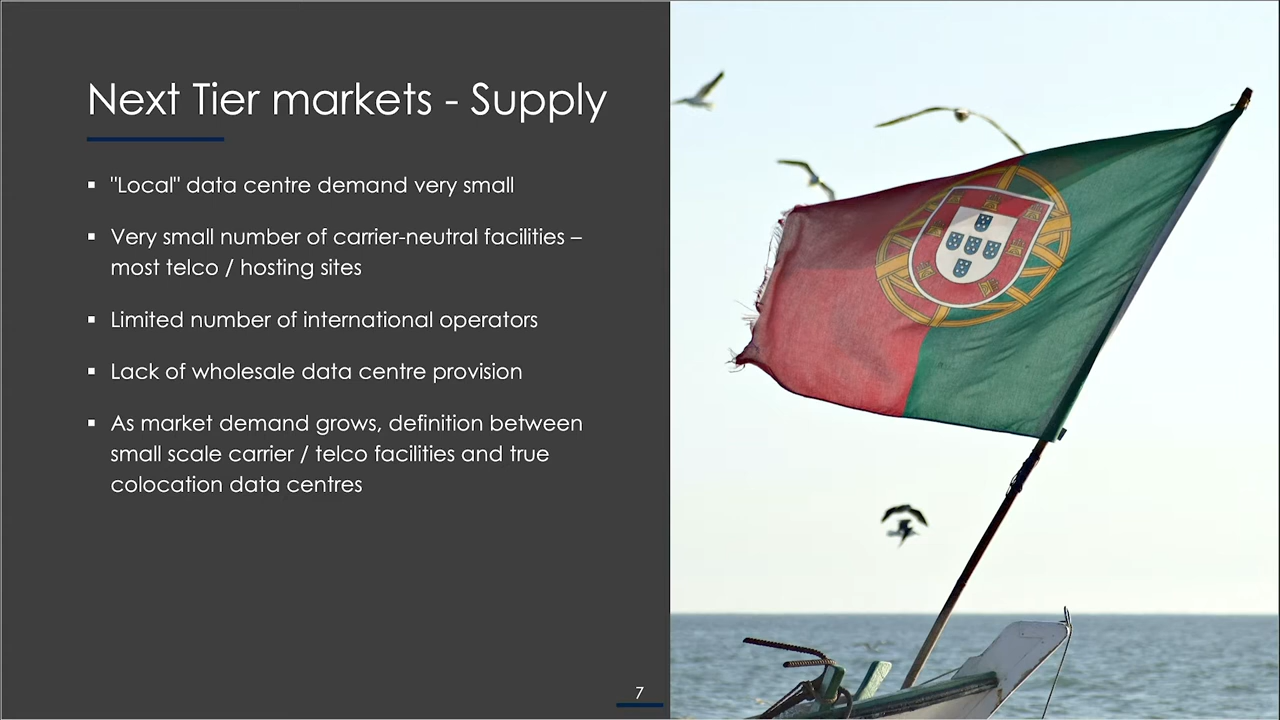 Next Tier markets - Supply
▪ "Local" data centre demand very small
▪ Very small number of carrier-neutral facilities –
most telco / hosting sites
▪ Limited number of international operators
▪ Lack of wholesale data centre provision
▪ As market demand grows, definition between
small scale carrier / telco facilities and true
colocation data centres
7